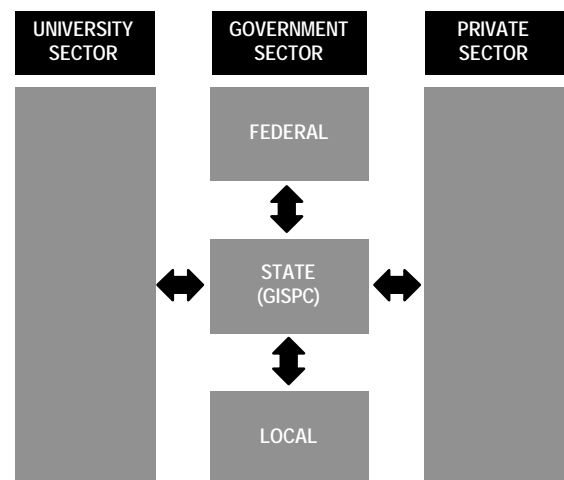 UNIVERSITY
SECTOR
GOVERNMENT
SECTOR
PRIVATE
SECTOR
FEDERAL
STATE
(GISPC)
LOCAL